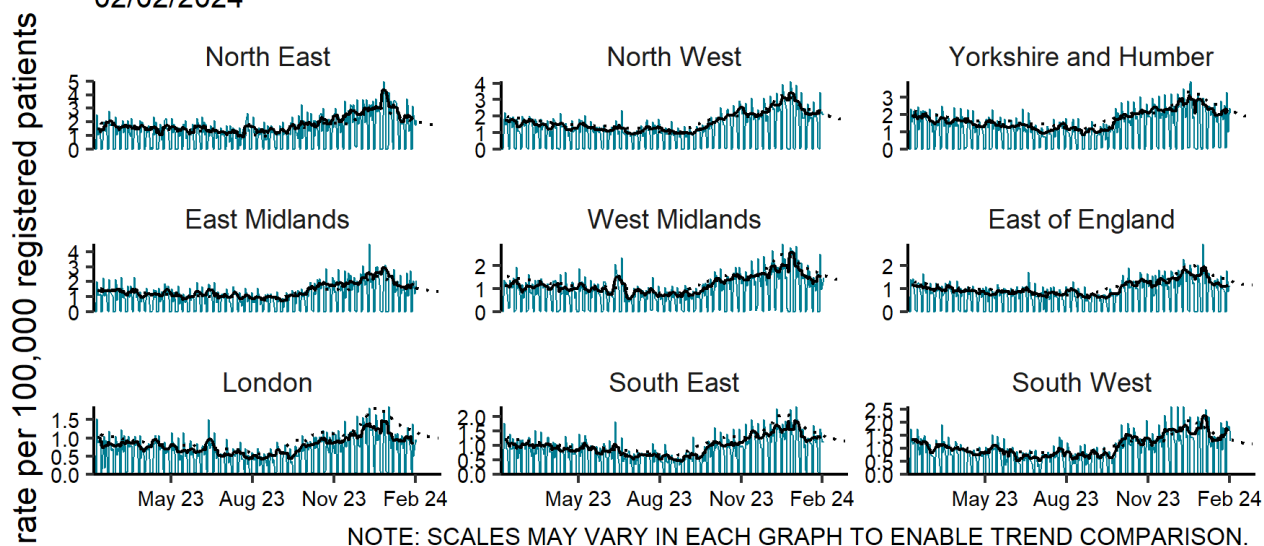 02/02/2024
rate per 100,000 registered patients
North East North West Yorkshire and Humber
5 4 3 2 1 0
4 3 2 1 0
3 2 1 0
East Midlands West Midlands East of England
4 3 2 1 0
2 1 0
2 1 0
London South East South West
1.5 1.0 0.5 0.0
2.0 1.5 1.0 0.5 0.0
2.5 2.0 1.5 1.0 0.5 0.0
May 23 Aug 23 Nov 23 Feb 24 May 23 Aug 23 Nov 23 Feb 24 May 23 Aug 23 Nov 23 Feb 24
NOTE: SCALES MAY VARY IN EACH GRAPH TO ENABLE TREND COMPARISON.